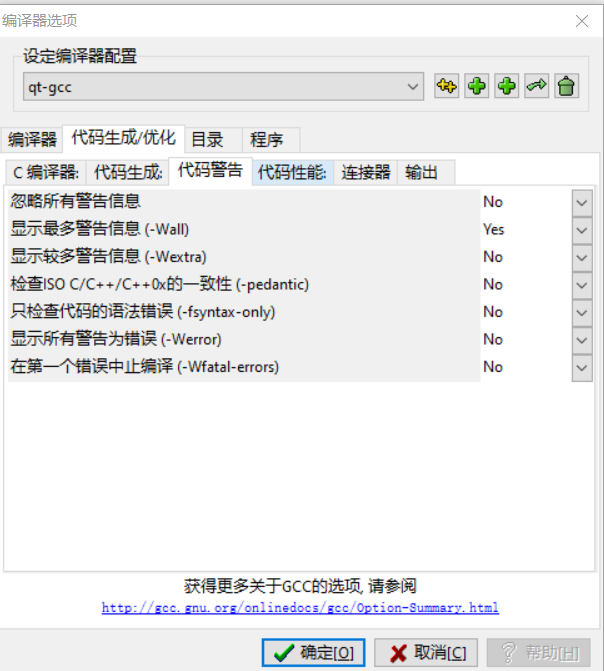 编译器选项
设定编译器配置
qt-gcc
编译器 代码生成/优化 目录 程序
C 编译器: 代码生成: 代码警告 代码性能: 连接器 输出
忽略所有警告信息 No
显示最多警告信息 (-Wall) Yes
显示较多警告信息 (-Wextra) No
检查ISO C/C++/C++0x的一致性 (-pedantic) No
只检查代码的语法错误 (-fsyntax-only) No
显示所有警告为错误 (-Werror) No
在第一个错误中止编译 (-Wfatal-errors) No
获得更多关于GCC的选项, 请参阅
http://gcc.gnu.org/onlinedocs/gcc/Option-Summary.html
确定[O] 取消[C] 帮助[H]